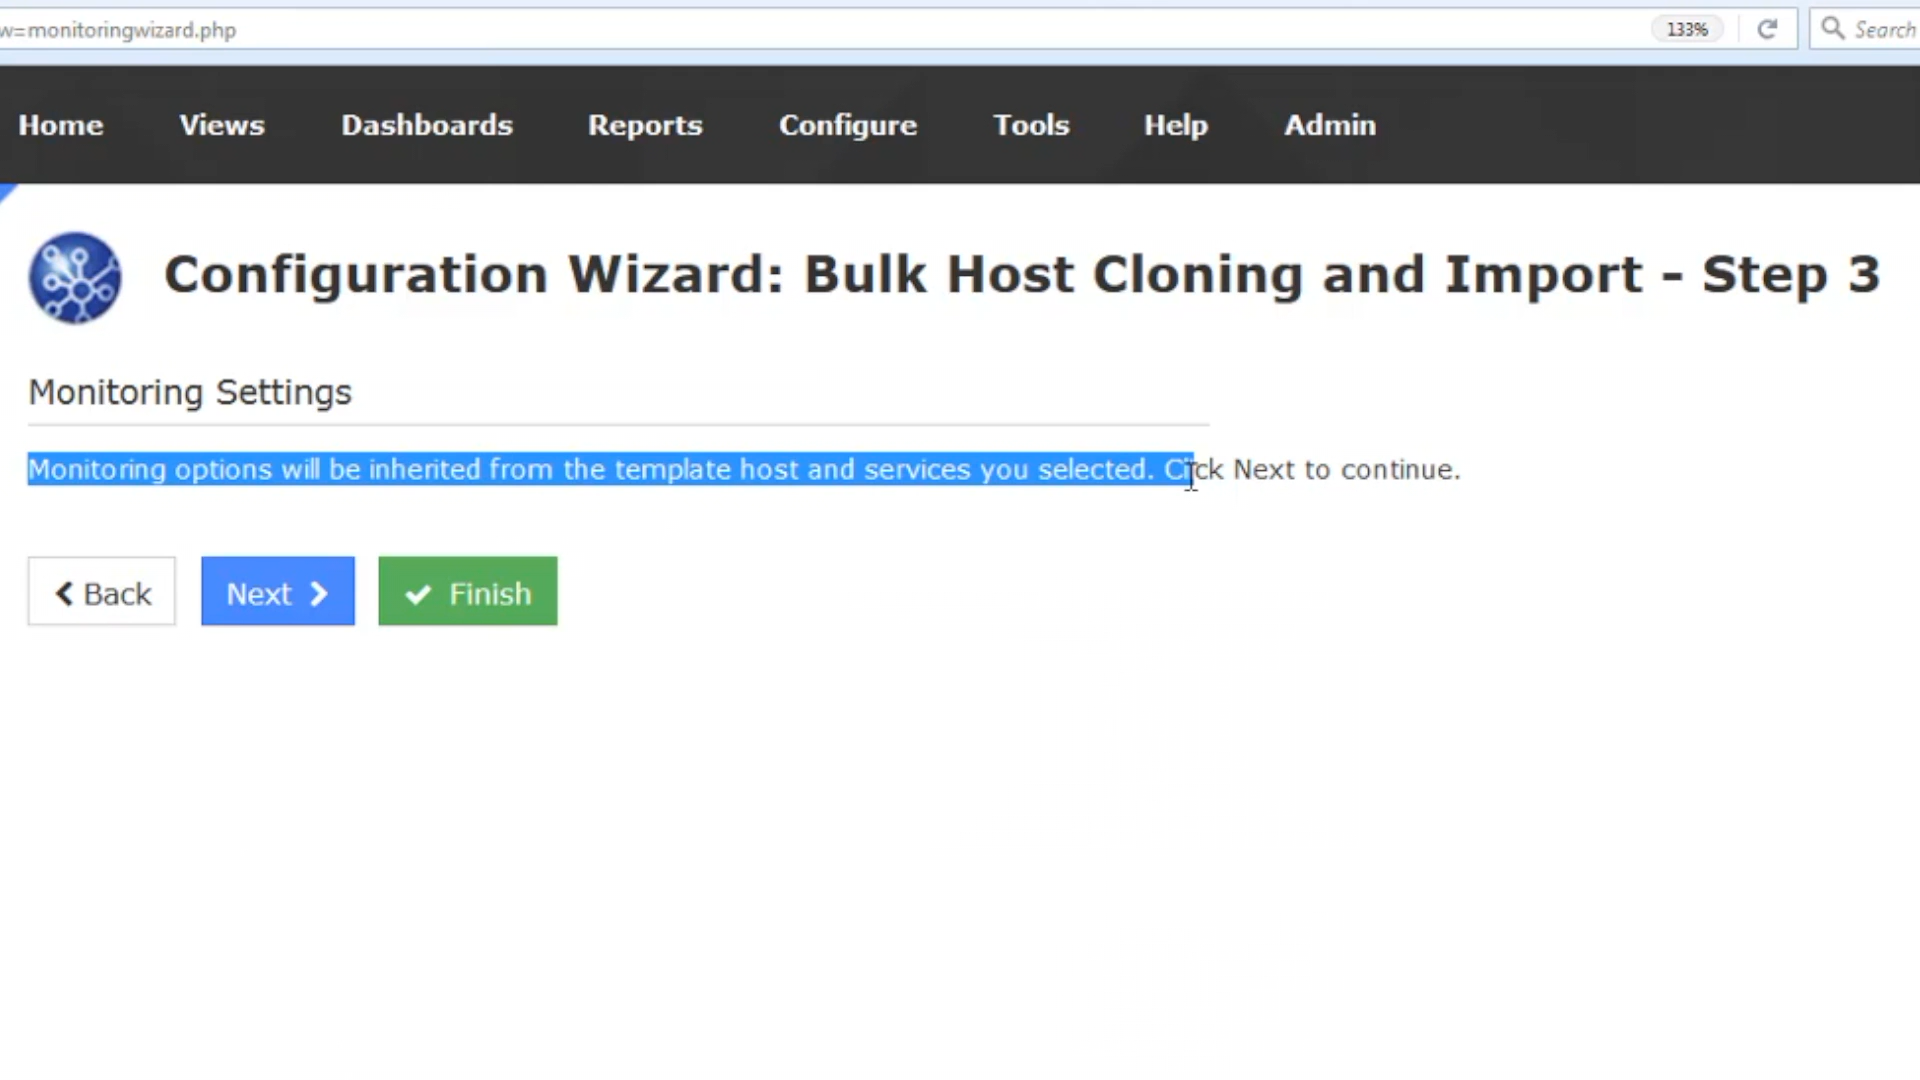 w=monitoringwizard.php
133%
Search
Home Views Dashboards Reports Configure Tools Help Admin
Configuration Wizard: Bulk Host Cloning and Import - Step 3
Monitoring Settings
Monitoring options will be inherited from the template host and services you selected. Click Next to continue.
Back Next Finish